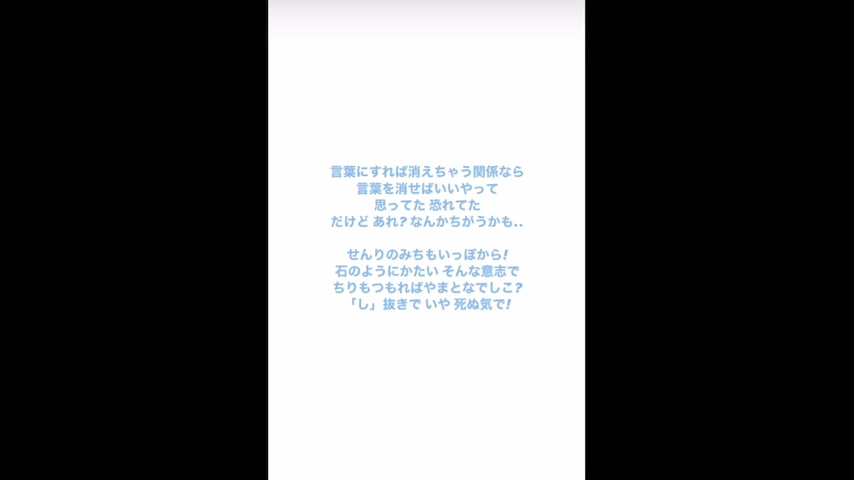 言葉にすれば消えちゃう関係なら
言葉を消せばいいやって
思ってた 恐れてた
だけど あれ? なんかちがうかも..
せんりのみちもいっぽから!
石のようにかたい そんな意志で
ちりもつもればやまとなでしこ?
「し」抜きで いや 死ぬ気で!